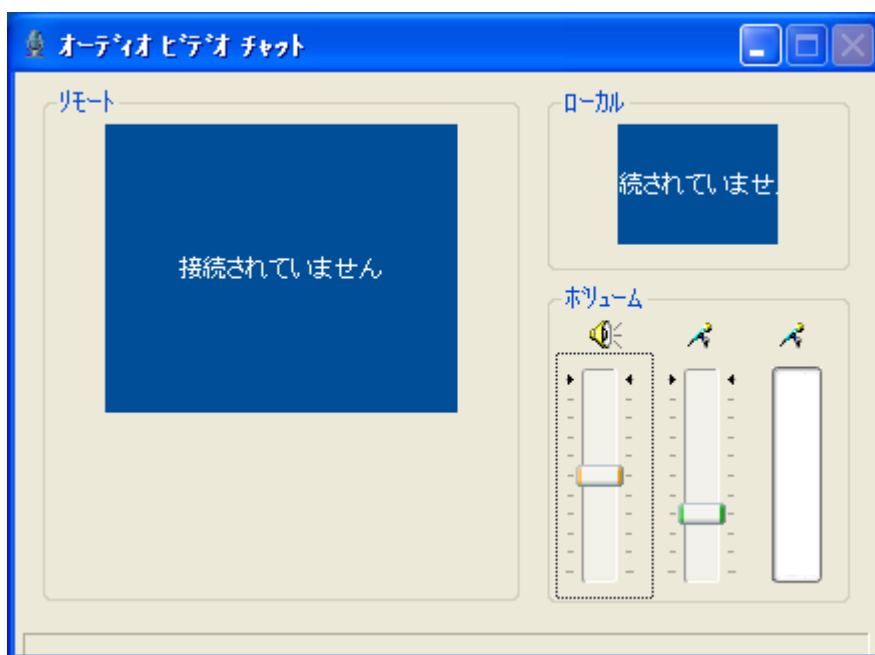 オーディオ ビデオ チャット
リモート
接続されていません
ローカル
続されていませ
ボリューム